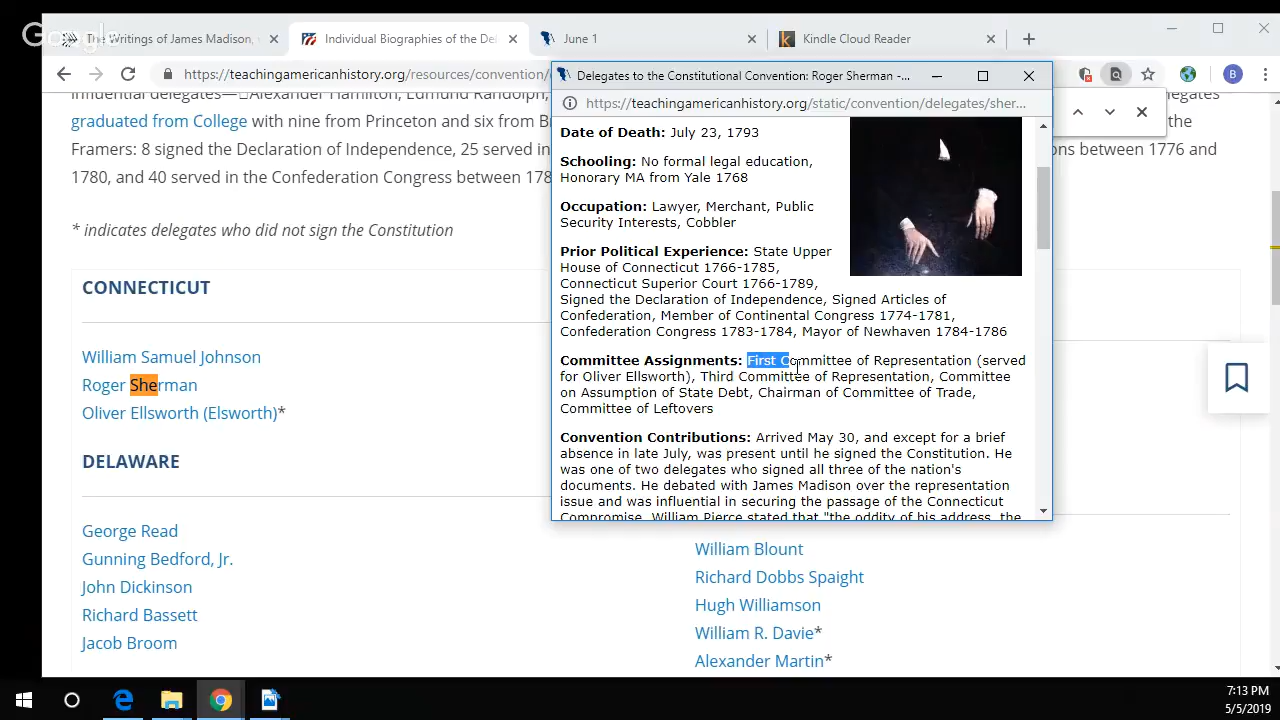 Google
The Writings of James Madison,
Individual Biographies of the De
June 1
Kindle Cloud Reader
https://teachingamericanhistory.org/resources/convention/
B
Delegates to the Constitutional Convention: Roger Sherman -...
https://teachingamericanhistory.org/static/convention/delegates/sher...
influential delegates—□Alexander Hamilton, Edmund Randolph,
graduated from College with nine from Princeton and six from B
the
Framers: 8 signed the Declaration of Independence, 25 served in
ons between 1776 and
1780, and 40 served in the Confederation Congress between 178
* indicates delegates who did not sign the Constitution
CONNECTICUT
William Samuel Johnson
Roger Sherman
Oliver Ellsworth (Elsworth)*
DELAWARE
George Read
Gunning Bedford, Jr.
John Dickinson
Richard Bassett
Jacob Broom
Date of Death: July 23, 1793
Schooling: No formal legal education,
Honorary MA from Yale 1768
Occupation: Lawyer, Merchant, Public
Security Interests, Cobbler
Prior Political Experience: State Upper
House of Connecticut 1766-1785,
Connecticut Superior Court 1766-1789,
Signed the Declaration of Independence, Signed Articles of
Confederation, Member of Continental Congress 1774-1781,
Confederation Congress 1783-1784, Mayor of Newhaven 1784-1786
Committee Assignments: First Committee of Representation (served
for Oliver Ellsworth), Third Committee of Representation, Committee
on Assumption of State Debt, Chairman of Committee of Trade,
Committee of Leftovers
Convention Contributions: Arrived May 30, and except for a brief
absence in late July, was present until he signed the Constitution. He
was one of two delegates who signed all three of the nation's
documents. He debated with James Madison over the representation
issue and was influential in securing the passage of the Connecticut
Compromise. William Pierce stated that "the oddity of his address, the
William Blount
Richard Dobbs Spaight
Hugh Williamson
William R. Davie*
Alexander Martin*
7:13 PM
5/5/2019